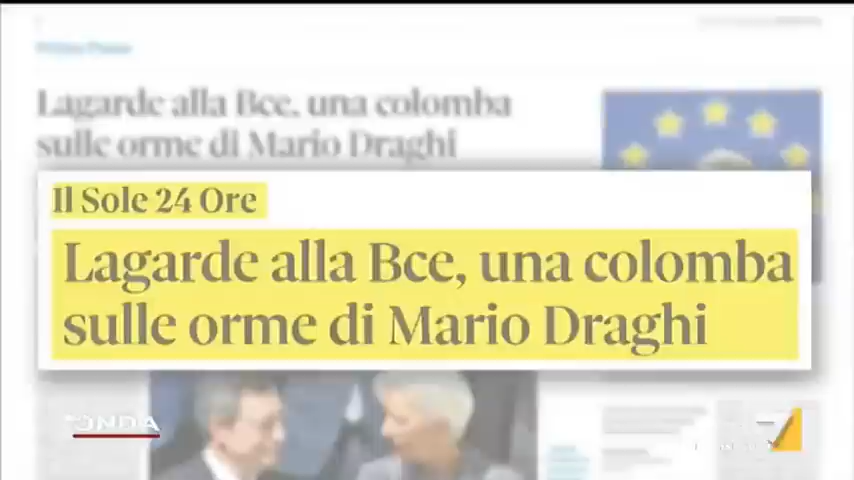 Lagarde alla Bce, una colomba
sulle orme di Mario Draghi
Il Sole 24 Ore
Lagarde alla Bce, una colomba
sulle orme di Mario Draghi
ONDA
7